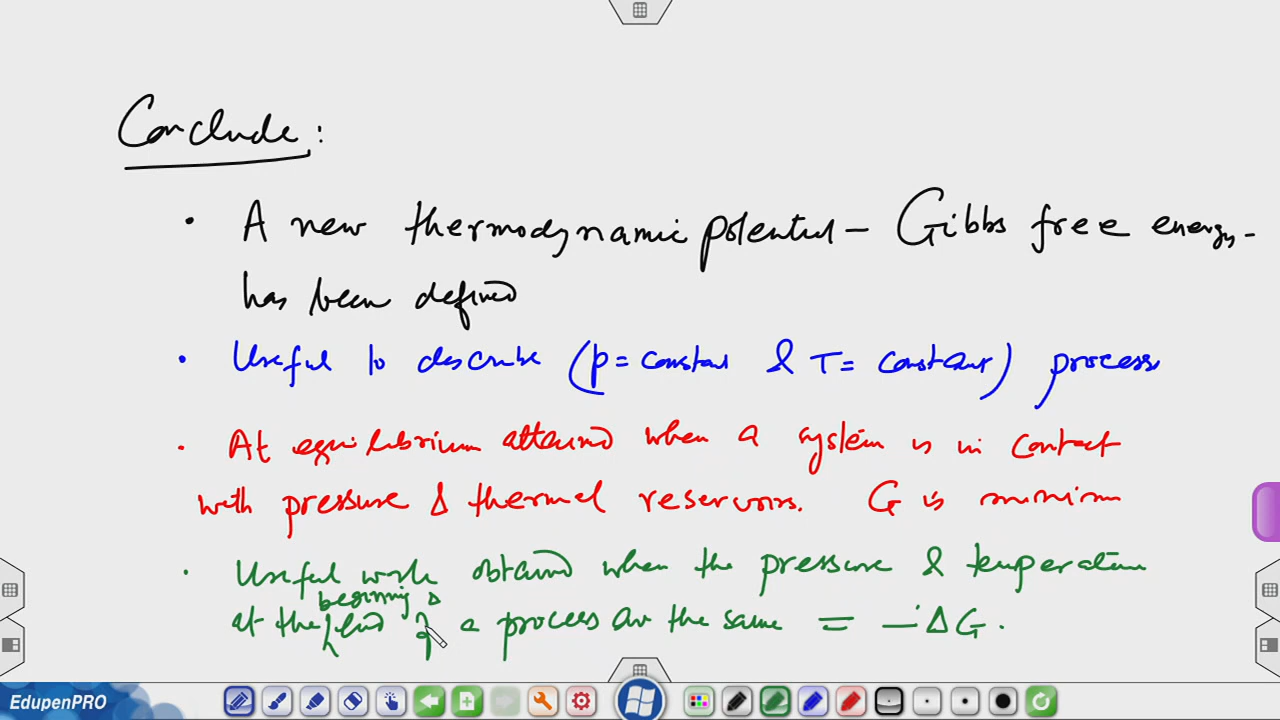 Conclude:
• A new thermodynamic potential – Gibbs free energy –
has been defined
• Useful to describe (p = constant & T = constant) process
• At equilibrium attained when a system is in contact
with pressure & thermal reservoirs. G is minimum
• Useful work obtained when the pressure & temperature
beginning &
at the end of a process are the same = – ΔG.
EdupenPRO